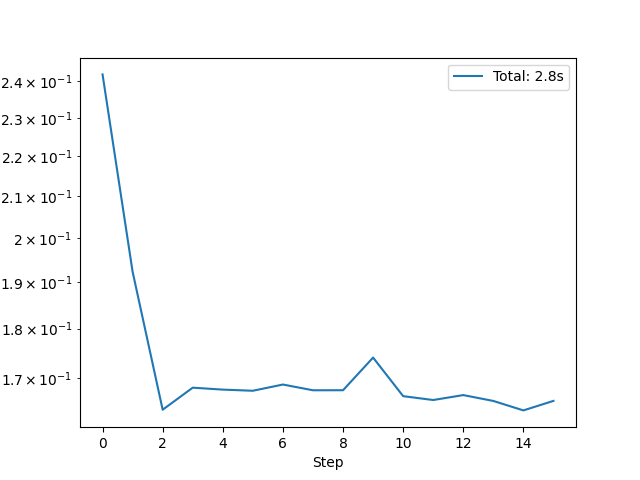 Total: 2.8s
2.4 × 10⁻¹
2.3 × 10⁻¹
2.2 × 10⁻¹
2.1 × 10⁻¹
2 × 10⁻¹
1.9 × 10⁻¹
1.8 × 10⁻¹
1.7 × 10⁻¹
0 2 4 6 8 10 12 14
Step